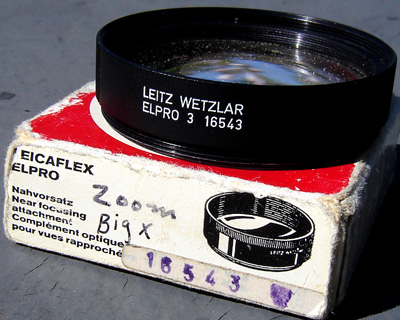 LEITZ WETZLAR
ELPRO 3 16543
EICAFLEX
ELPRO
Zoom
Big x
Nahvorsatz
Near focusing
attachment
Complément optique
pour vues rapproché
16543